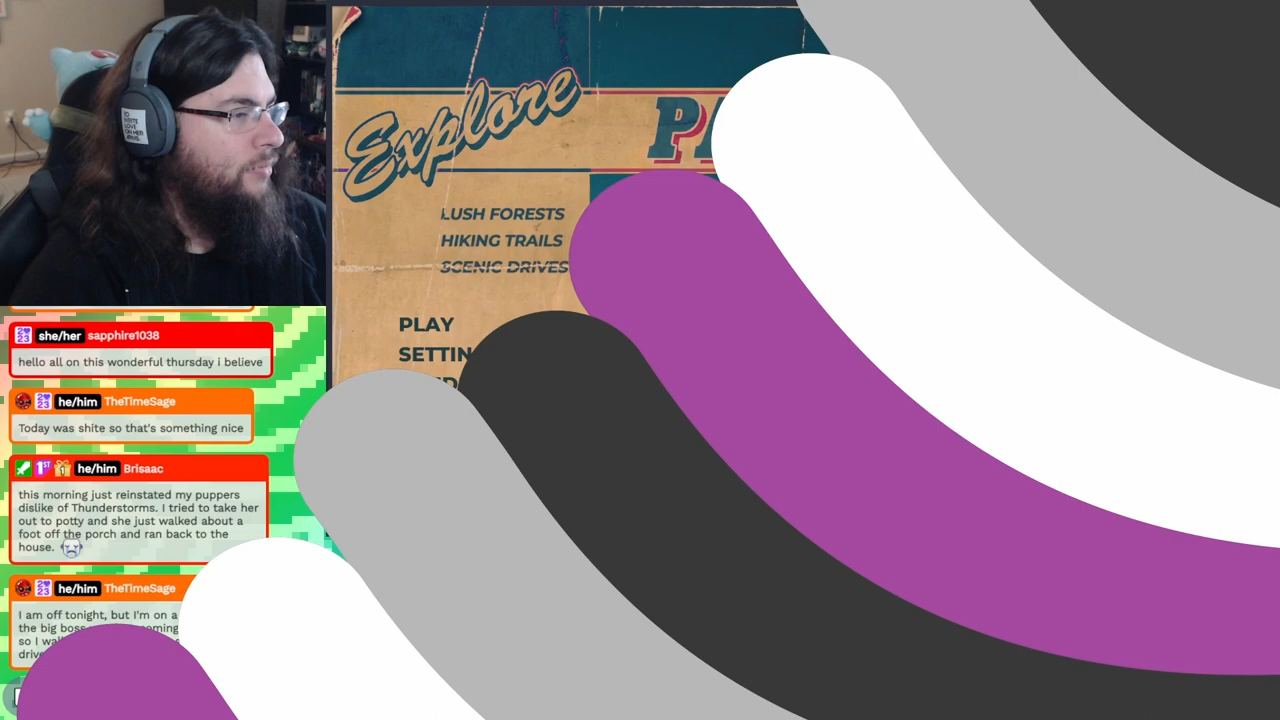 Explore
LUSH FORESTS
HIKING TRAILS
SCENIC DRIVES
PLAY
she/her sapphire1038
hello all on this wonderful thursday i believe
he/him TheTimeSage
Today was shite so that's something nice
1ST he/him Brisaac
this morning just reinstated my puppers
dislike of Thunderstorms. I tried to take her
out to potty and she just walked about a
foot off the porch and ran back to the
house.
he/him TheTimeSage
I am off tonight, but I'm on a
the big boss
so I